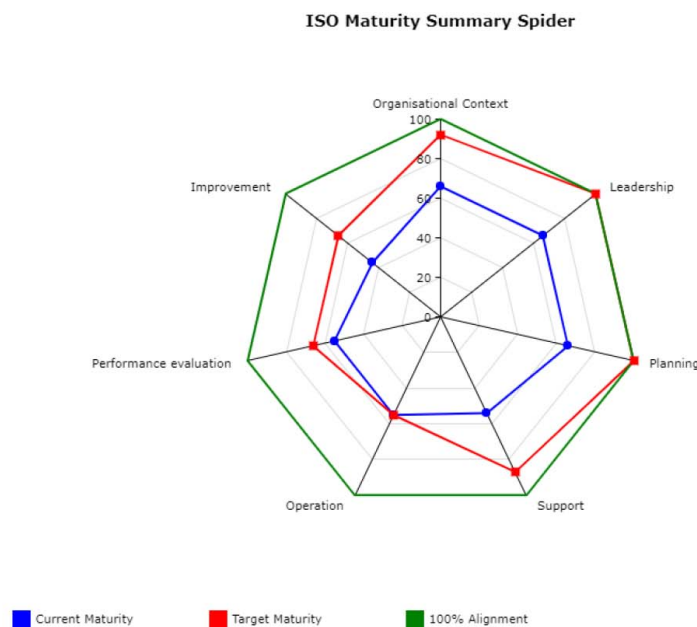 ISO Maturity Summary Spider
Organisational Context
100
80
60
40
20
0
Improvement
Leadership
Performance evaluation
Planning
Operation
Support
Current Maturity
Target Maturity
100% Alignment